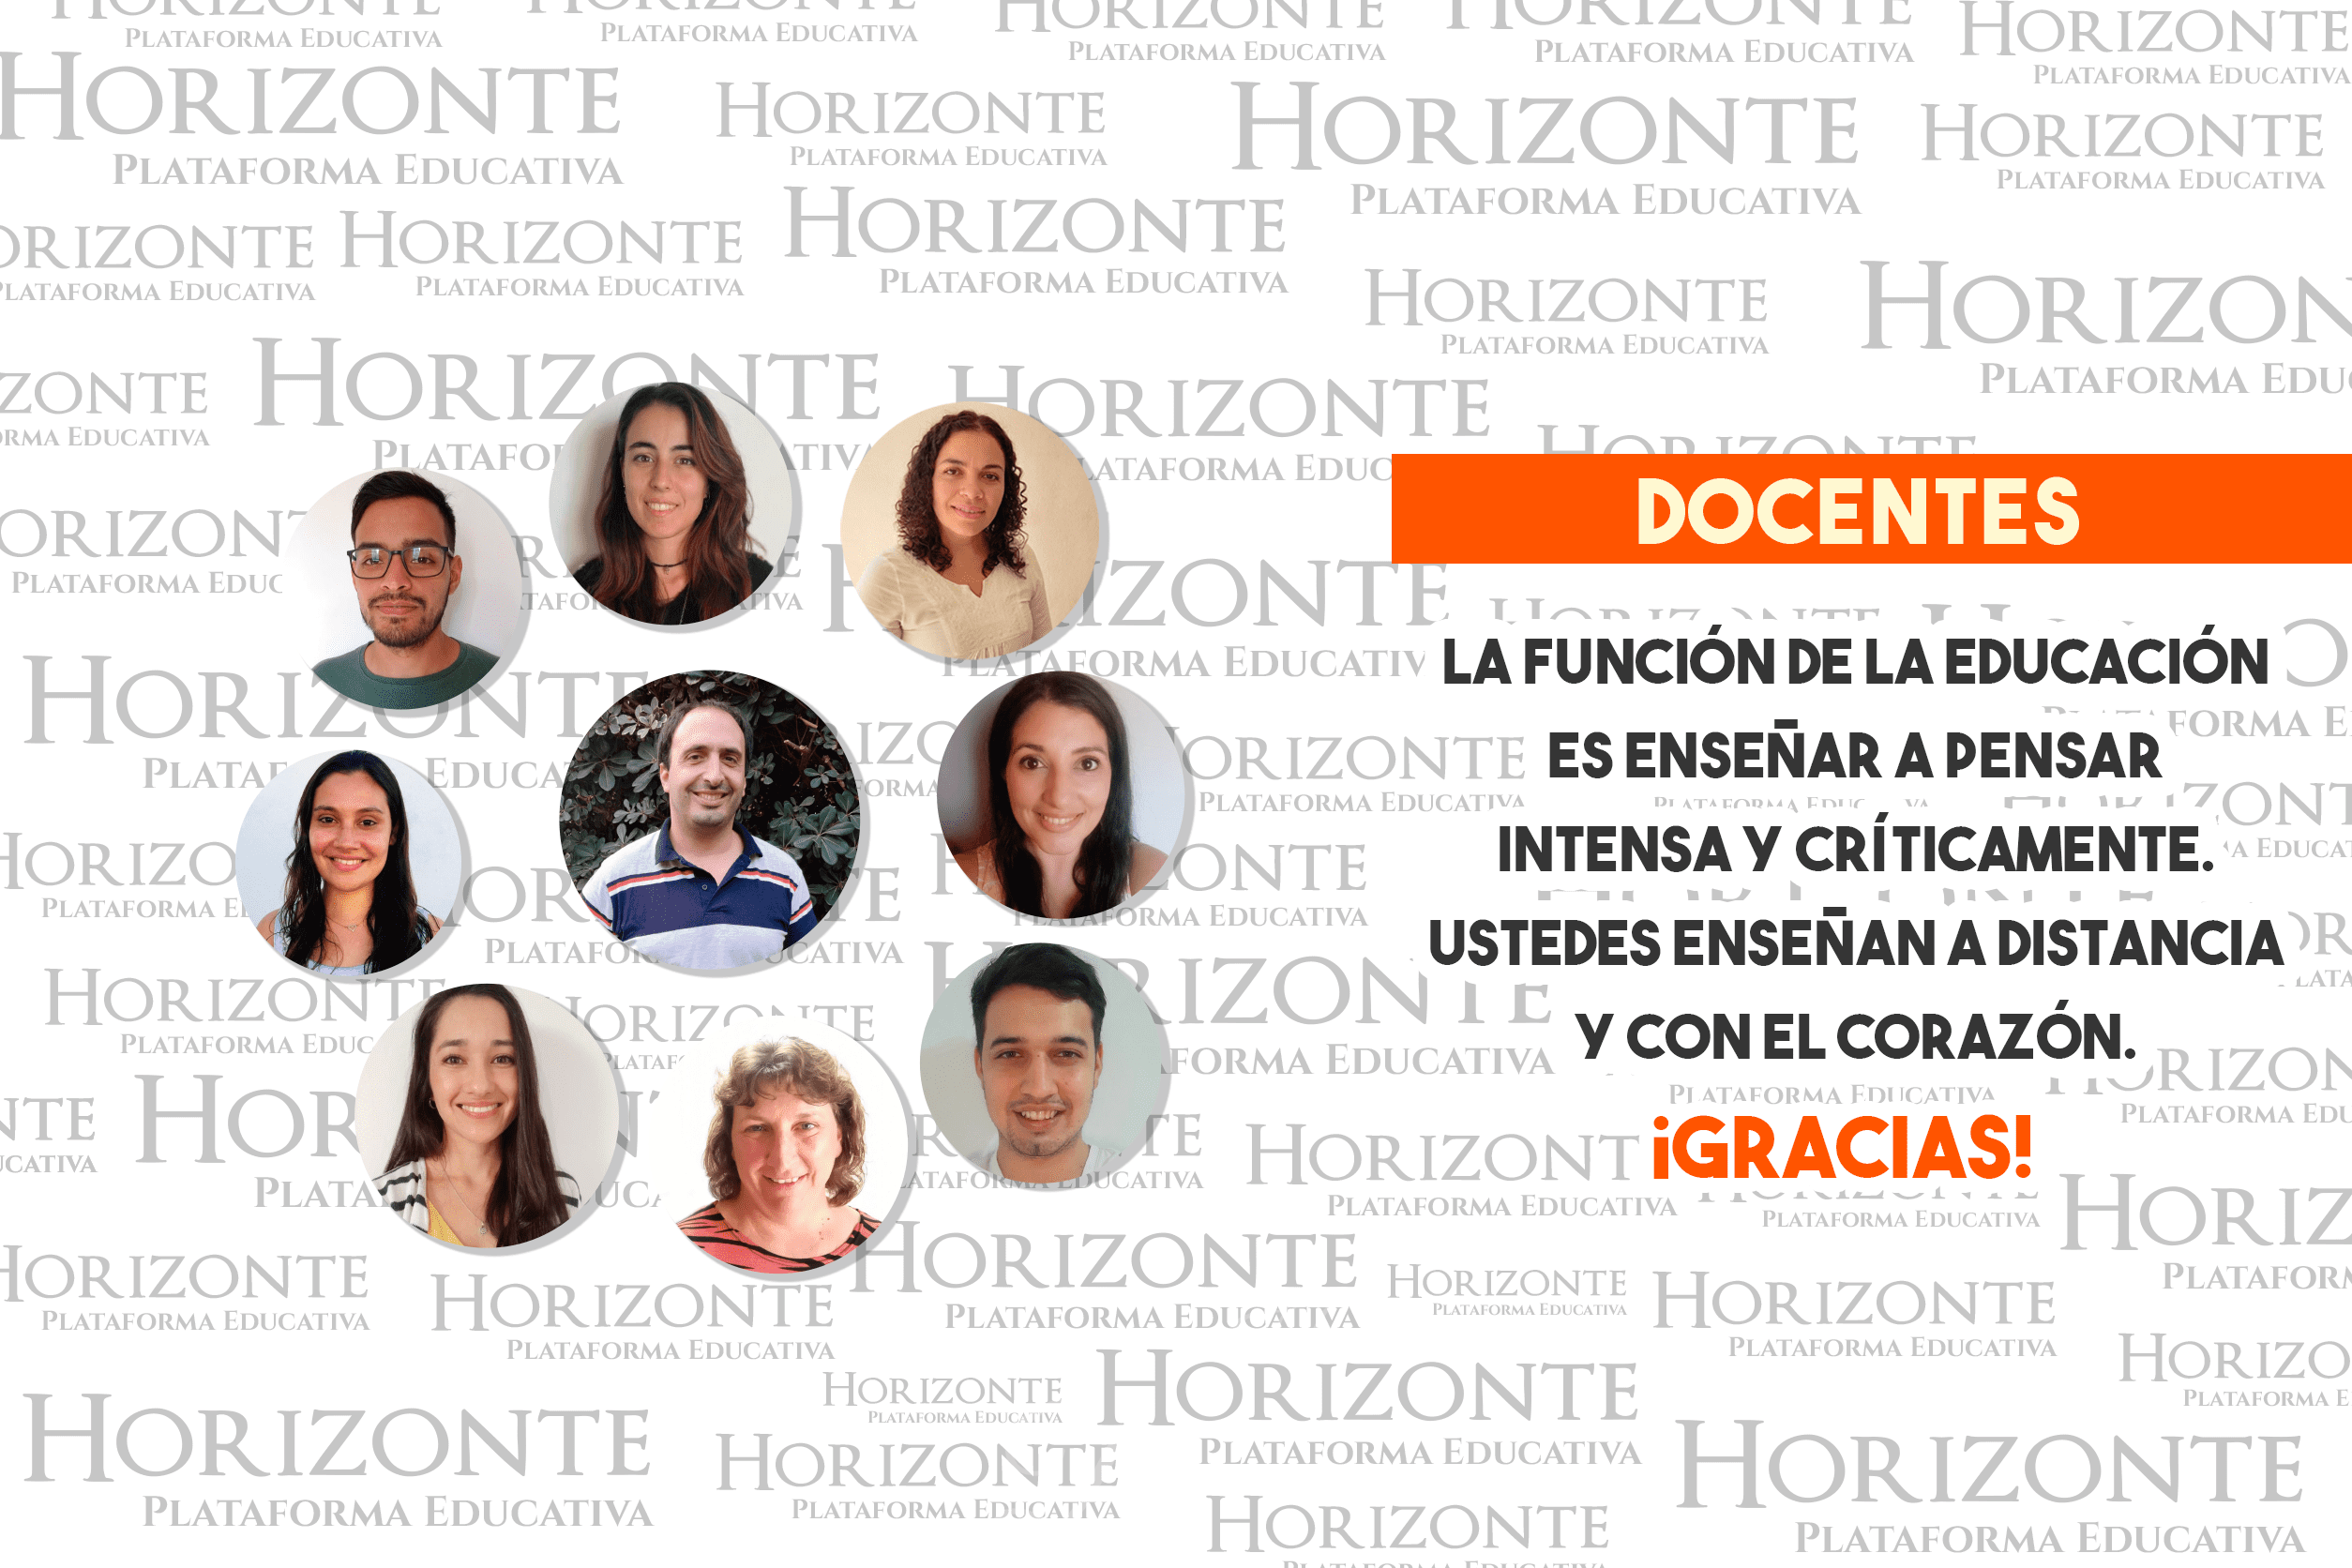 HORIZONTE
PLATAFORMA EDUCATIVA
DOCENTES
LA FUNCIÓN DE LA EDUCACIÓN
ES ENSEÑAR A PENSAR
INTENSA Y CRÍTICAMENTE.
USTEDES ENSEÑAN A DISTANCIA
Y CON EL CORAZÓN.
¡GRACIAS!